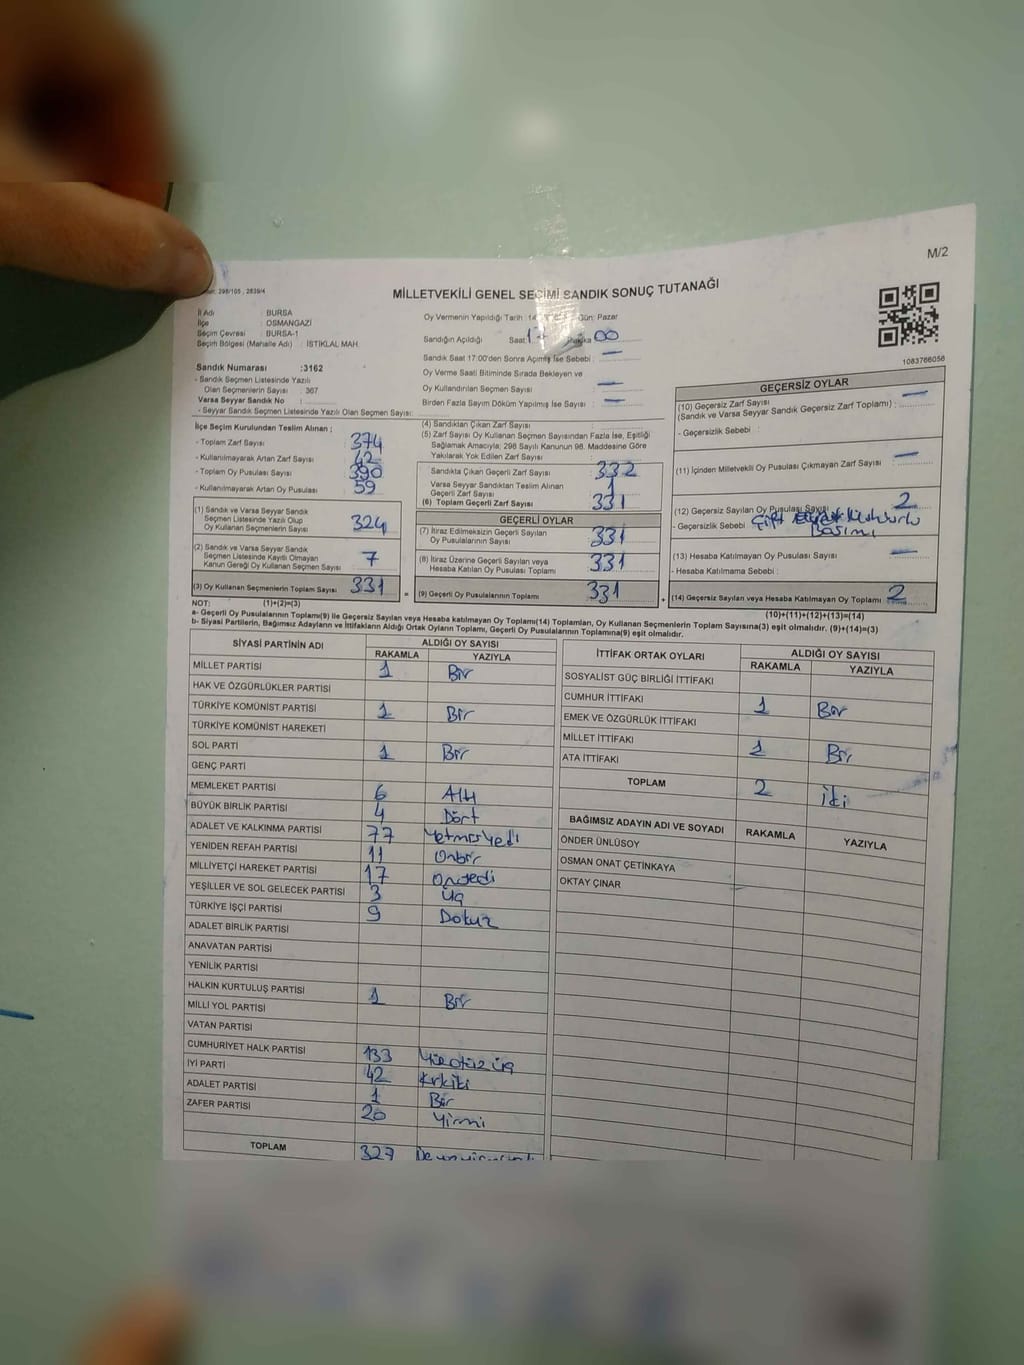 M/2
298/105 , 2839/4
MİLLETVEKİLİ GENEL SEÇİMİ SANDIK SONUÇ TUTANAĞI
İl Adı : BURSA
İlçe : OSMANGAZİ
Seçim Çevresi : BURSA-1
Seçim Bölgesi (Mahalle Adı) : İSTİKLAL MAH.
Oy Vermenin Yapıldığı Tarih Gün: Pazar
Sandığın Açıldığı Saat Dakika 00
Sandık Saat 17:00'den Sonra Açılmış İse Sebebi : —
Oy Verme Saati Bitiminde Sırada Bekleyen ve
Oy Kullandırılan Seçmen Sayısı : —
Birden Fazla Sayım Döküm Yapılmış İse Sayısı : —
1083766056
Sandık Numarası :3162
- Sandık Seçmen Listesinde Yazılı
Olan Seçmenlerin Sayısı : 367
Varsa Seyyar Sandık No :
- Seyyar Sandık Seçmen Listesinde Yazılı Olan Seçmen Sayısı:
İlçe Seçim Kurulundan Teslim Alınan ;
- Toplam Zarf Sayısı 374
- Kullanılmayarak Artan Zarf Sayısı : 42
- Toplam Oy Pusulası Sayısı 390
- Kullanılmayarak Artan Oy Pusulası 59
(1) Sandık ve Varsa Seyyar Sandık
Seçmen Listesinde Yazılı Olup
Oy Kullanan Seçmenlerin Sayısı : 324
(2) Sandık ve Varsa Seyyar Sandık
Seçmen Listesinde Kayıtlı Olmayan
Kanun Gereği Oy Kullanan Seçmenlerin Sayısı : 7
(3) Oy Kullanan Seçmenlerin Toplam Sayısı 331 =
(4) Sandıktan Çıkan Zarf Sayısı :
(5) Zarf Sayısı Oy Kullanan Seçmen Sayısından Fazla İse, Eşitliği
Sağlamak Amacıyla; 298 Sayılı Kanunun 98. Maddesine Göre
Yakılarak Yok Edilen Zarf Sayısı :
Sandıkta Çıkan Geçerli Zarf Sayısı 332
Varsa Seyyar Sandıktan Teslim Alınan
Geçerli Zarf Sayısı 1
(6) Toplam Geçerli Zarf Sayısı 331
GEÇERLİ OYLAR
(7) İtiraz Edilmeksizin Geçerli Sayılan
Oy Pusulalarının Sayısı 331
(8) İtiraz Üzerine Geçerli Sayılan veya
Hesaba Katılan Oy Pusulası Toplamı 331
(9) Geçerli Oy Pusulalarının Toplamı 331 +
GEÇERSİZ OYLAR
(10) Geçersiz Zarf Sayısı
(Sandık ve Varsa Seyyar Sandık Geçersiz Zarf Toplamı) : —
- Geçersizlik Sebebi :
(11) İçinden Milletvekili Oy Pusulası Çıkmayan Zarf Sayısı —
(12) Geçersiz Sayılan Oy Pusulası Sayısı 2
- Geçersizlik Sebebi Çift
Basımı
(13) Hesaba Katılmayan Oy Pusulası Sayısı —
- Hesaba Katılmama Sebebi :
(14) Geçersiz Sayılan veya Hesaba Katılmayan Oy Toplamı 2
NOT: (1)+(2)=(3)
(10)+(11)+(12)+(13)=(14)
a- Geçerli Oy Pusulalarının Toplamı(9) ile Geçersiz Sayılan veya Hesaba katılmayan Oy Toplamı(14) Toplamları, Oy Kullanan Seçmenlerin Toplam Sayısına(3) eşit olmalıdır. (9)+(14)=(3)
b- Siyasi Partilerin, Bağımsız Adayların ve İttifakların Aldığı Ortak Oyların Toplamı, Geçerli Oy Pusulalarının Toplamına(9) eşit olmalıdır.
SİYASİ PARTİNİN ADI
ALDIĞI OY SAYISI
RAKAMLA YAZIYLA
MİLLET PARTİSİ 1 Bir
HAK VE ÖZGÜRLÜKLER PARTİSİ
TÜRKİYE KOMÜNİST PARTİSİ 1 Bir
TÜRKİYE KOMÜNİST HAREKETİ
SOL PARTİ 1 Bir
GENÇ PARTİ
MEMLEKET PARTİSİ 6 Altı
BÜYÜK BİRLİK PARTİSİ 4 Dört
ADALET VE KALKINMA PARTİSİ 77 Yetmişyedi
YENİDEN REFAH PARTİSİ 11 Onbir
MİLLİYETÇİ HAREKET PARTİSİ 17 Onyedi
YEŞİLLER VE SOL GELECEK PARTİSİ 3 Üç
TÜRKİYE İŞÇİ PARTİSİ 9 Dokuz
ADALET BİRLİK PARTİSİ
ANAVATAN PARTİSİ
YENİLİK PARTİSİ
HALKIN KURTULUŞ PARTİSİ 1 Bir
MİLLİ YOL PARTİSİ
VATAN PARTİSİ
CUMHURİYET HALK PARTİSİ 133 Yüzotuzüç
İYİ PARTİ 42 Kırkiki
ADALET PARTİSİ 1 Bir
ZAFER PARTİSİ 20 Yirmi
TOPLAM 327
İTTİFAK ORTAK OYLARI
ALDIĞI OY SAYISI
RAKAMLA YAZIYLA
SOSYALİST GÜÇ BİRLİĞİ İTTİFAKI
CUMHUR İTTİFAKI 1 Bir
EMEK VE ÖZGÜRLÜK İTTİFAKI
MİLLET İTTİFAKI 1 Bir
ATA İTTİFAKI
TOPLAM 2 İki
BAĞIMSIZ ADAYIN ADI VE SOYADI RAKAMLA YAZIYLA
ÖNDER ÜNLÜSOY
OSMAN ONAT ÇETİNKAYA
OKTAY ÇINAR